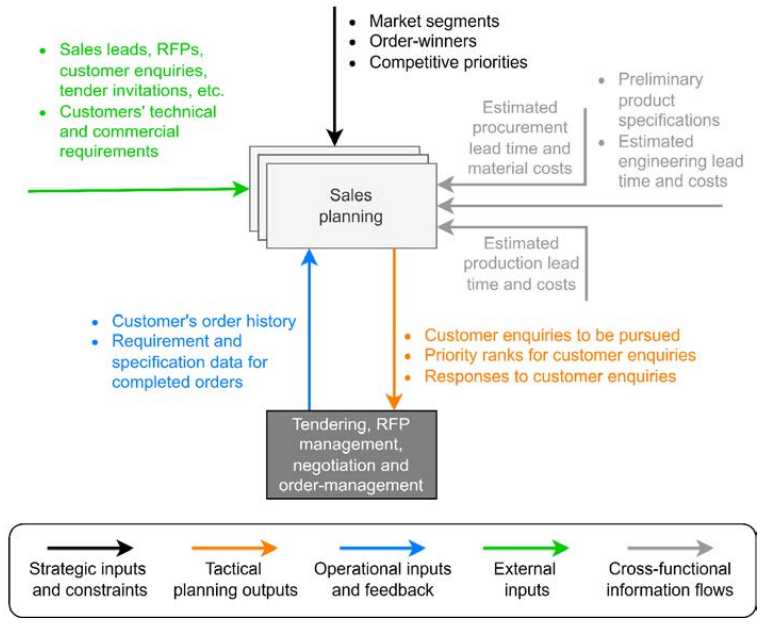 • Market segments
• Order-winners
• Competitive priorities
• Sales leads, RFPs,
customer enquiries,
tender invitations, etc.
• Customers' technical
and commercial
requirements
• Preliminary
product
specifications
• Estimated
engineering lead
time and costs
Estimated
procurement
lead time and
material costs
Sales
planning
Estimated
production lead
time and costs
• Customer's order history
• Requirement and
specification data for
completed orders
• Customer enquiries to be pursued
• Priority ranks for customer enquiries
• Responses to customer enquiries
Tendering, RFP
management,
negotiation and
order-management
Strategic inputs
and constraints
Tactical
planning outputs
Operational inputs
and feedback
External
inputs
Cross-functional
information flows